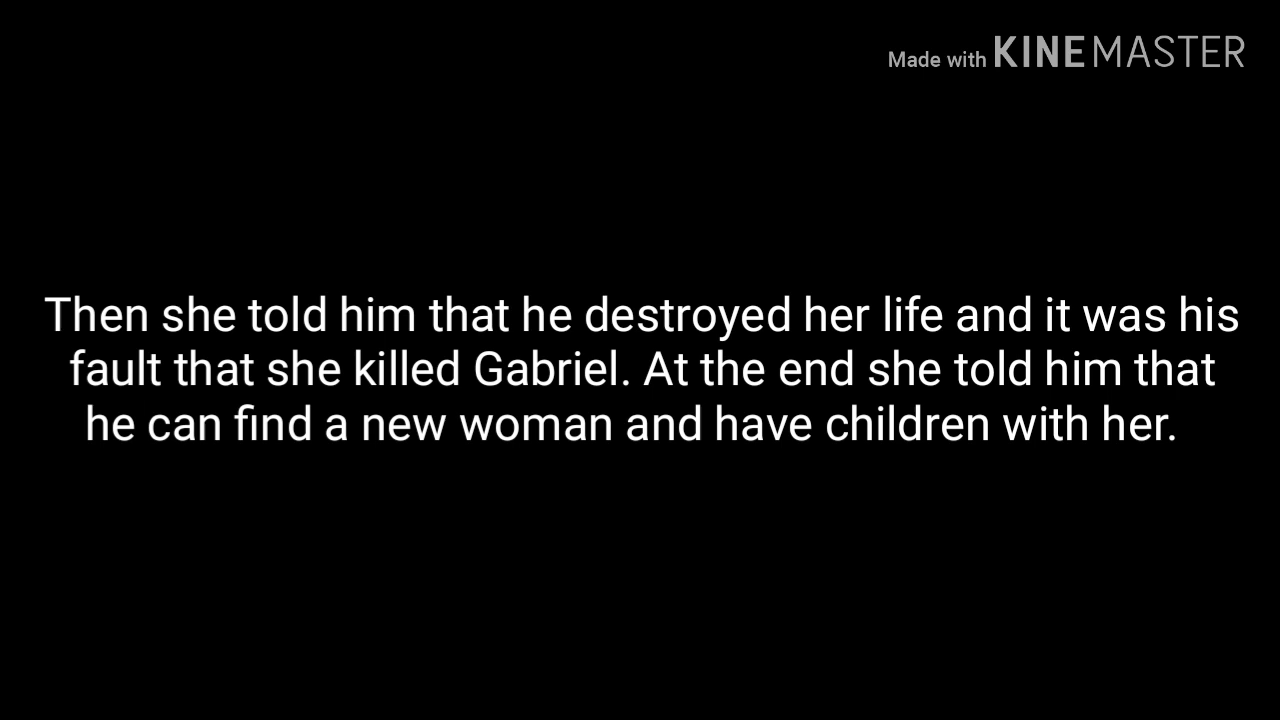 Made with KINEMASTER
Then she told him that he destroyed her life and it was his
fault that she killed Gabriel. At the end she told him that
he can find a new woman and have children with her.